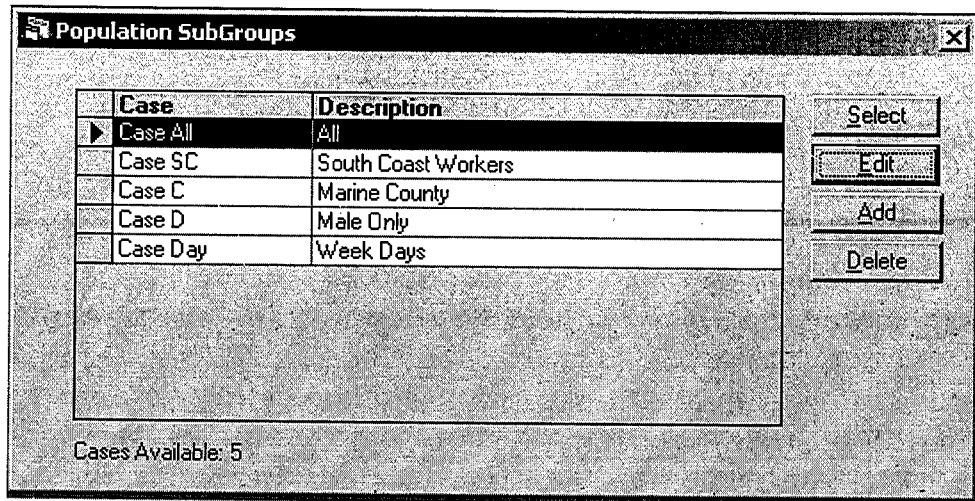 Population SubGroups
Case Description
Case All All
Case SC South Coast Workers
Case C Marine County
Case D Male Only
Case Day Week Days
Select
Edit
Add
Delete
Cases Available: 5